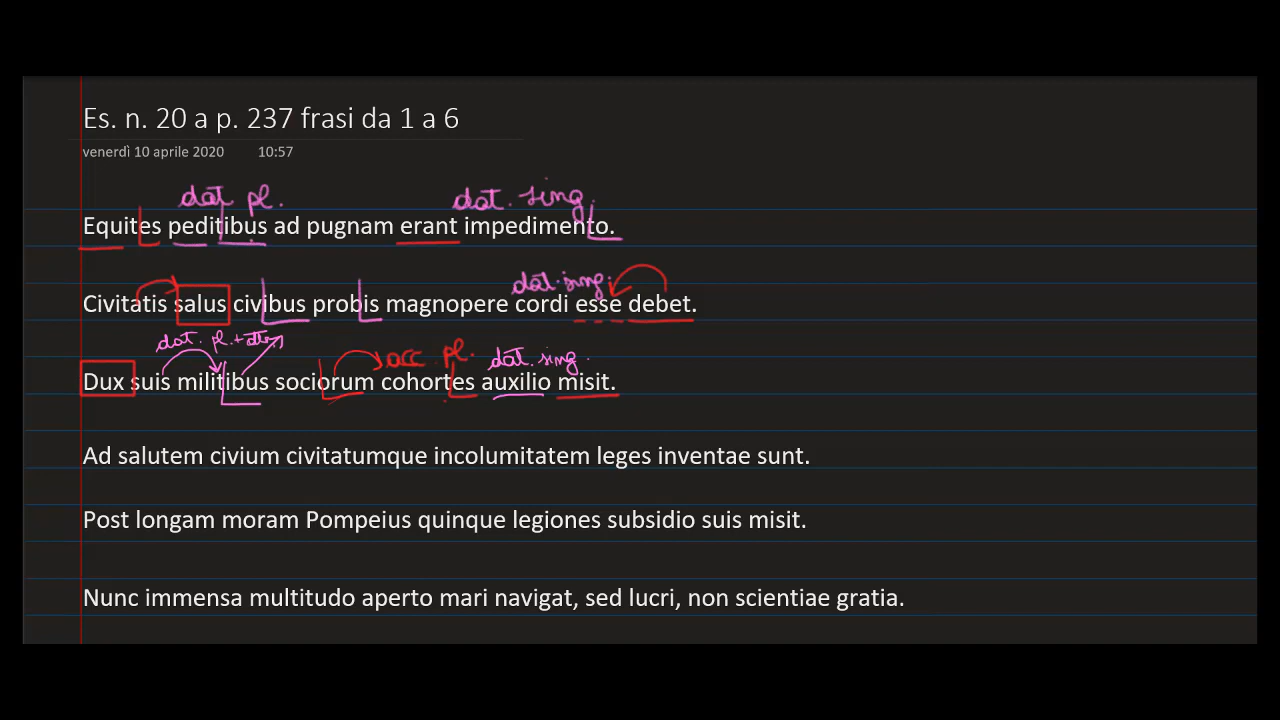 Es. n. 20 a p. 237 frasi da 1 a 6
venerdì 10 aprile 2020 10:57
dat pl. dat. sing.
Equites peditibus ad pugnam erant impedimento.
dat. sing.
Civitatis salus civibus probis magnopere cordi esse debet.
dat. pl. + acc. pl. dat. sing.
Dux suis militibus sociorum cohortes auxilio misit.
Ad salutem civium civitatumque incolumitatem leges inventae sunt.
Post longam moram Pompeius quinque legiones subsidio suis misit.
Nunc immensa multitudo aperto mari navigat, sed lucri, non scientiae gratia.